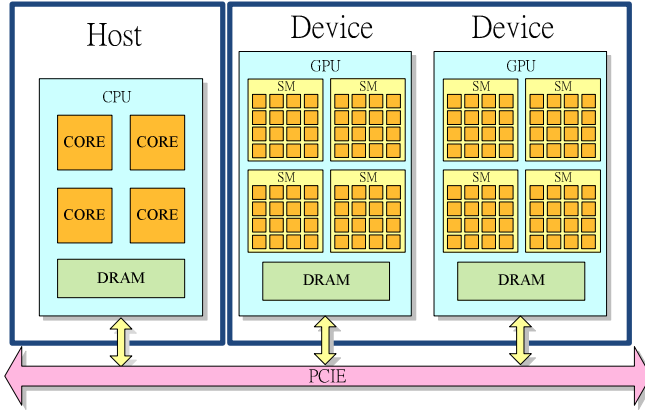 Host
CPU
CORE CORE
CORE CORE
DRAM
Device
GPU
SM SM
SM SM
DRAM
Device
GPU
SM SM
SM SM
DRAM
PCIE